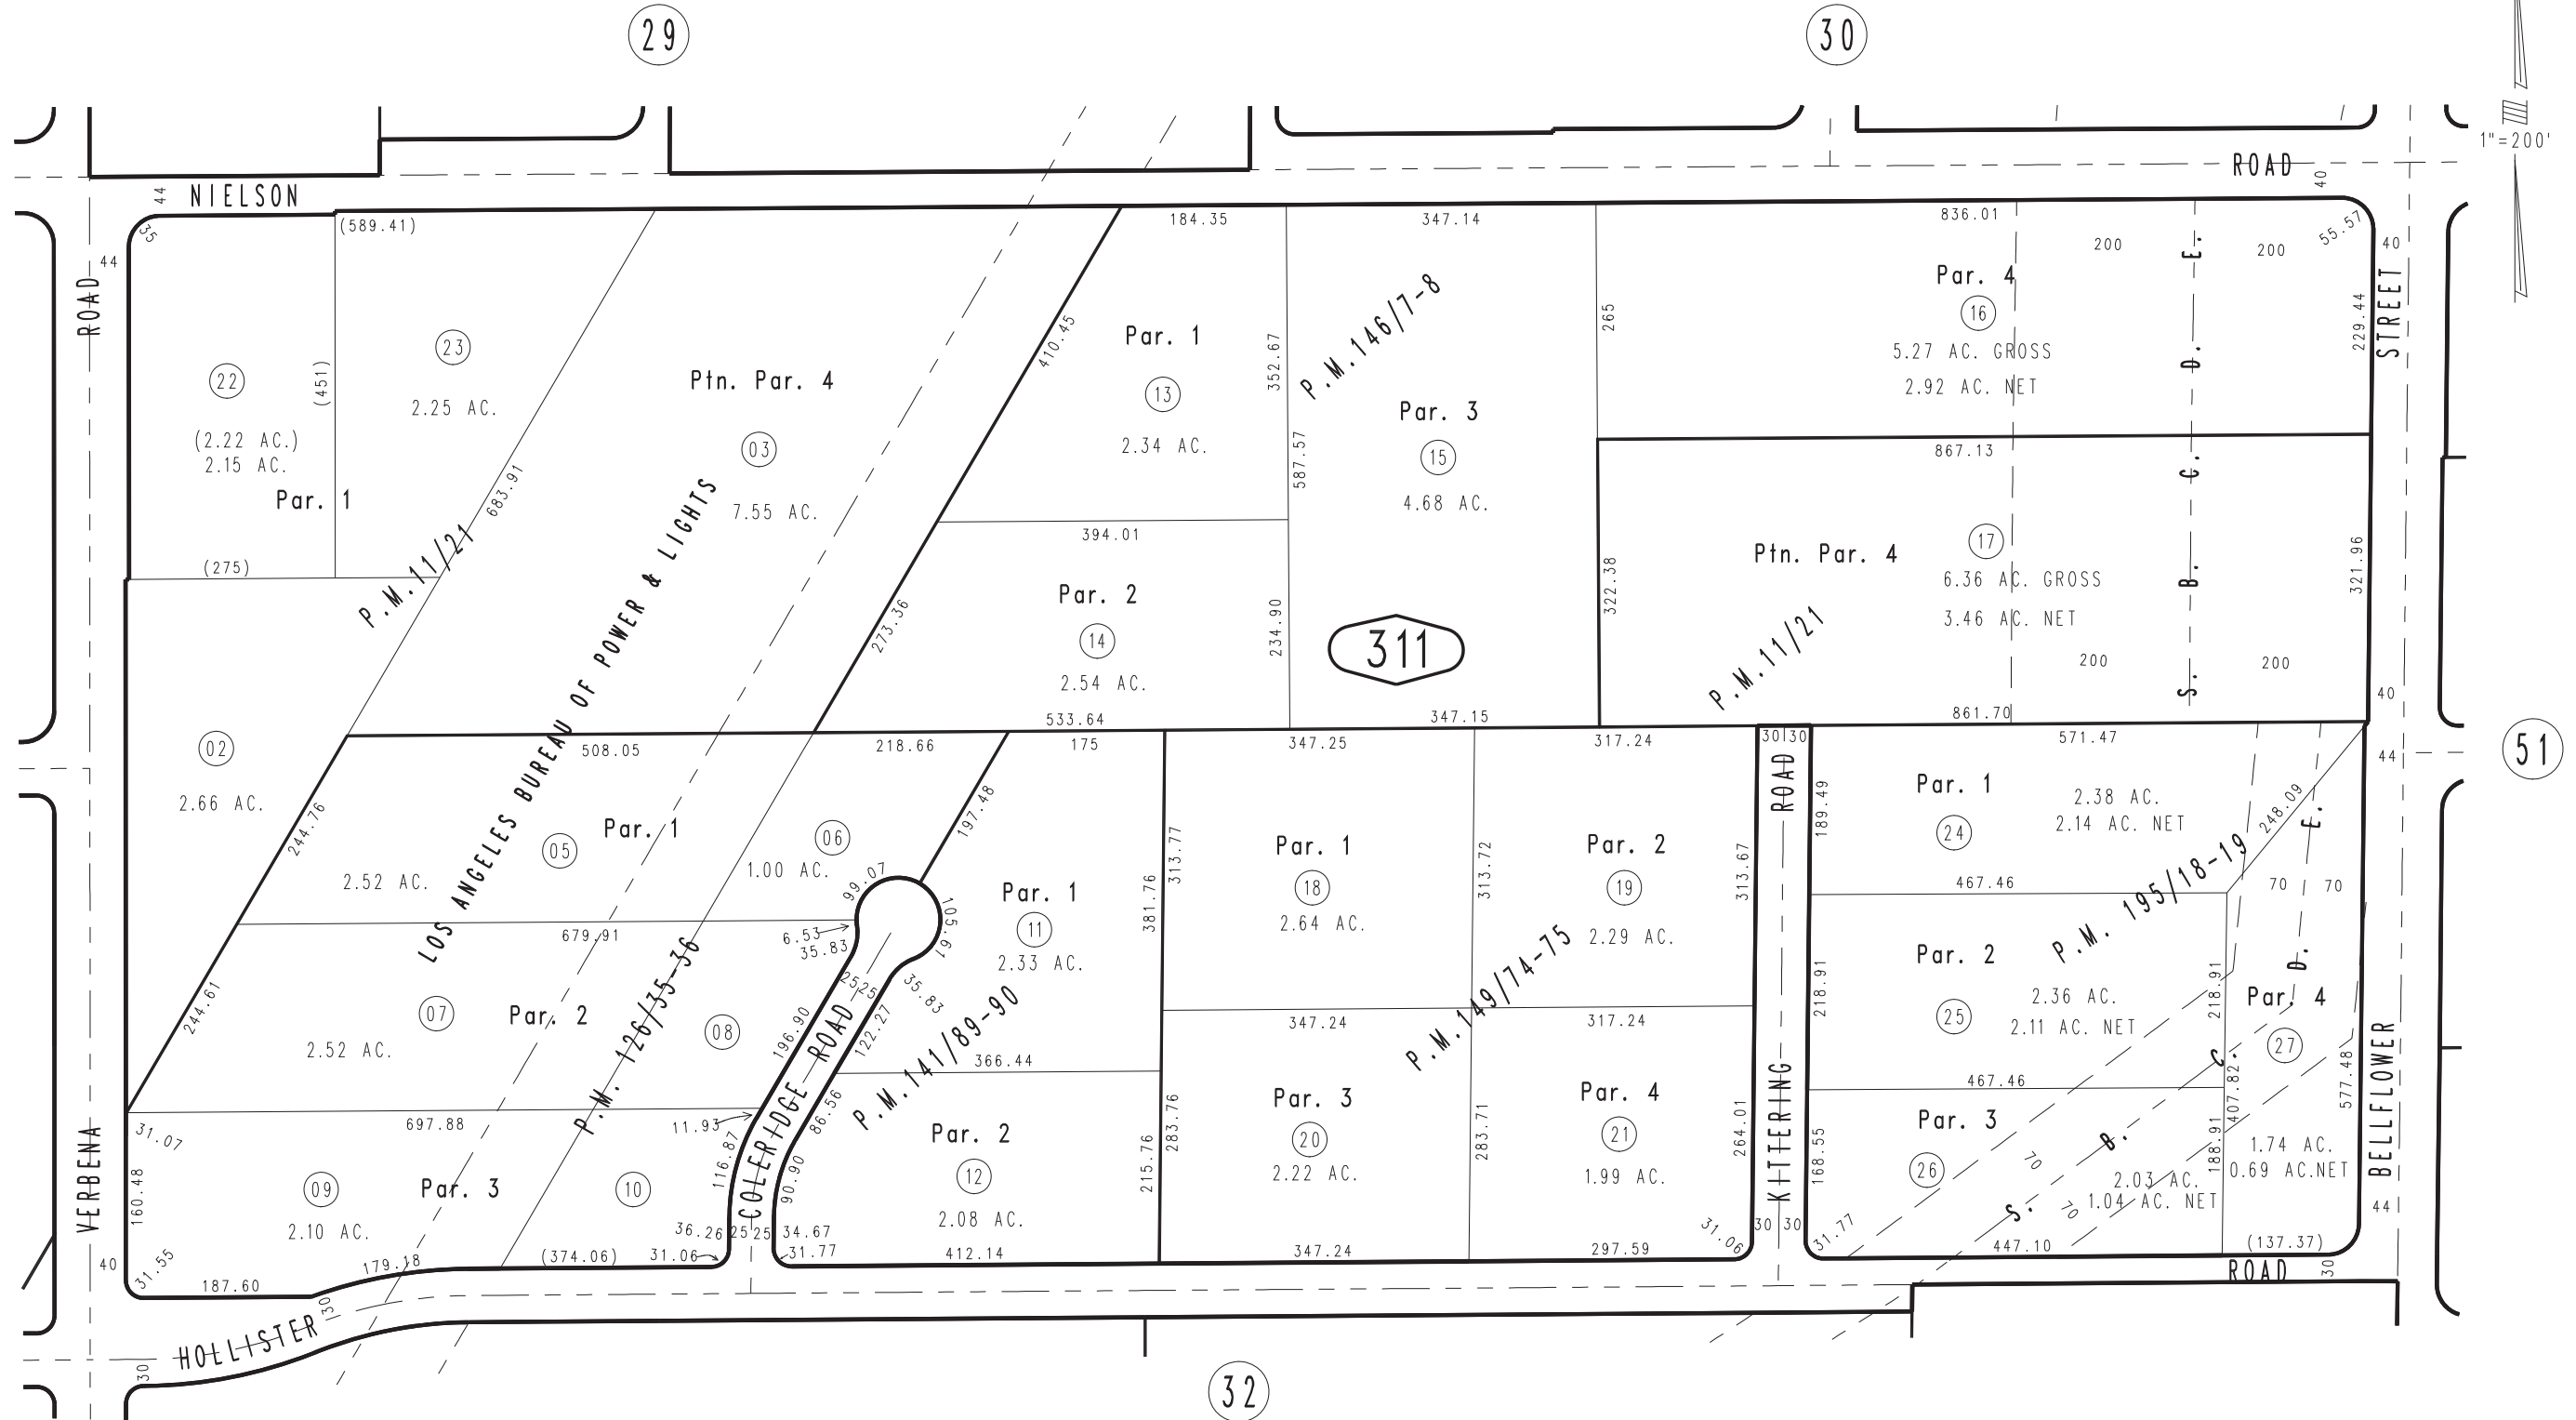 29
30
1"=200'
NIELSON
ROAD
44
40
35
(589.41)
184.35
347.14
836.01
55.57
40
44
ROAD
200
S. B. C. D. E.
200
STREET
229.44
Par. 4
16
5.27 AC. GROSS
2.92 AC. NET
265
P.M.146/7-8
410.45
Par. 1
13
2.34 AC.
352.67
587.57
Par. 3
15
4.68 AC.
22
(2.22 AC.)
2.15 AC.
Par. 1
(451)
23
2.25 AC.
Ptn. Par. 4
03
7.55 AC.
683.91
P.M.11/21
(275)
LOS ANGELES BUREAU OF POWER & LIGHTS
394.01
Par. 2
14
2.54 AC.
273.36
234.90
533.64
311
347.15
322.38
867.13
Ptn. Par. 4
17
6.36 AC. GROSS
3.46 AC. NET
321.96
P.M.11/21
200
200
40
861.70
51
02
2.66 AC.
244.76
508.05
218.66
175
347.25
317.24
30
30
571.47
44
05
Par. 1
2.52 AC.
06
1.00 AC.
197.48
99.07
105.61
6.53
35.83
35.83
25
25
679.91
244.61
07
Par. 2
2.52 AC.
08
P.M. 126/35-36
196.90
COLERIDGE ROAD
122.27
P.M.141/89-90
Par. 1
11
2.33 AC.
381.76
313.77
366.44
Par. 1
18
2.64 AC.
313.72
Par. 2
19
2.29 AC.
313.67
347.24
317.24
P.M.149/74-75
ROAD
KITTERING
189.49
Par. 1
24
2.38 AC.
2.14 AC. NET
248.09
467.46
P.M. 195/18-19
70
70
S. B. C. D. E.
218.91
Par. 2
25
2.36 AC.
2.11 AC. NET
218.91
Par. 4
27
1.74 AC.
0.69 AC.NET
407.82
577.48
BELLFLOWER
467.46
Par. 3
26
2.03 AC.
1.04 AC. NET
168.55
188.91
70
70
44
31.77
447.10
(137.37)
31.07
697.88
11.93
VERBENA
160.48
09
Par. 3
2.10 AC.
10
116.87
86.56
90.90
Par. 2
12
2.08 AC.
215.76
283.76
Par. 3
20
2.22 AC.
283.71
Par. 4
21
1.99 AC.
264.01
36.26
25
25
34.67
31.06
30
30
40
31.55
187.60
179.18
(374.06)
31.06
31.77
412.14
347.24
297.59
ROAD
30
30
HOLLISTER
30
32